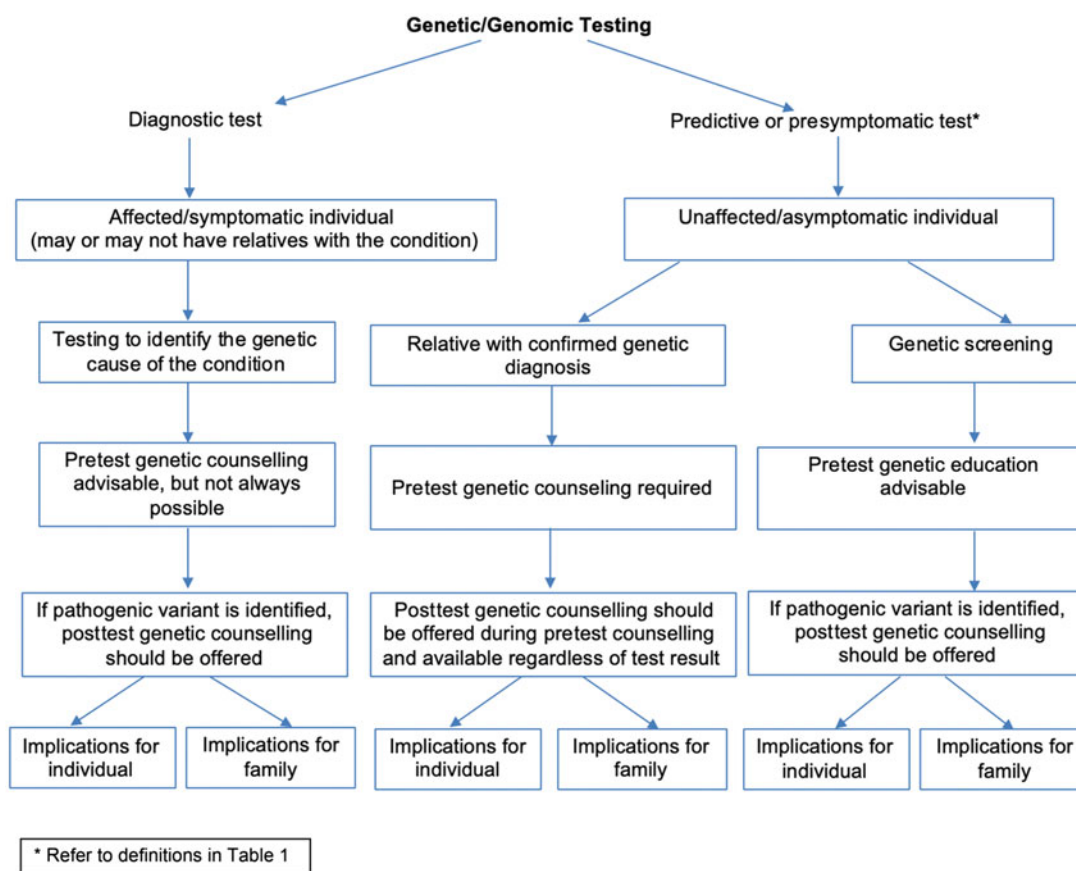 Genetic/Genomic Testing
Diagnostic test
Predictive or presymptomatic test*
Affected/symptomatic individual
(may or may not have relatives with the condition)
Unaffected/asymptomatic individual
Testing to identify the genetic
cause of the condition
Relative with confirmed genetic
diagnosis
Genetic screening
Pretest genetic counselling
advisable, but not always
possible
Pretest genetic counseling required
Pretest genetic education
advisable
If pathogenic variant is identified,
posttest genetic counselling
should be offered
Posttest genetic counselling should
be offered during pretest counselling
and available regardless of test result
If pathogenic variant is identified,
posttest genetic counselling
should be offered
Implications for
individual
Implications for
family
Implications for
individual
Implications for
family
Implications for
individual
Implications for
family
* Refer to definitions in Table 1